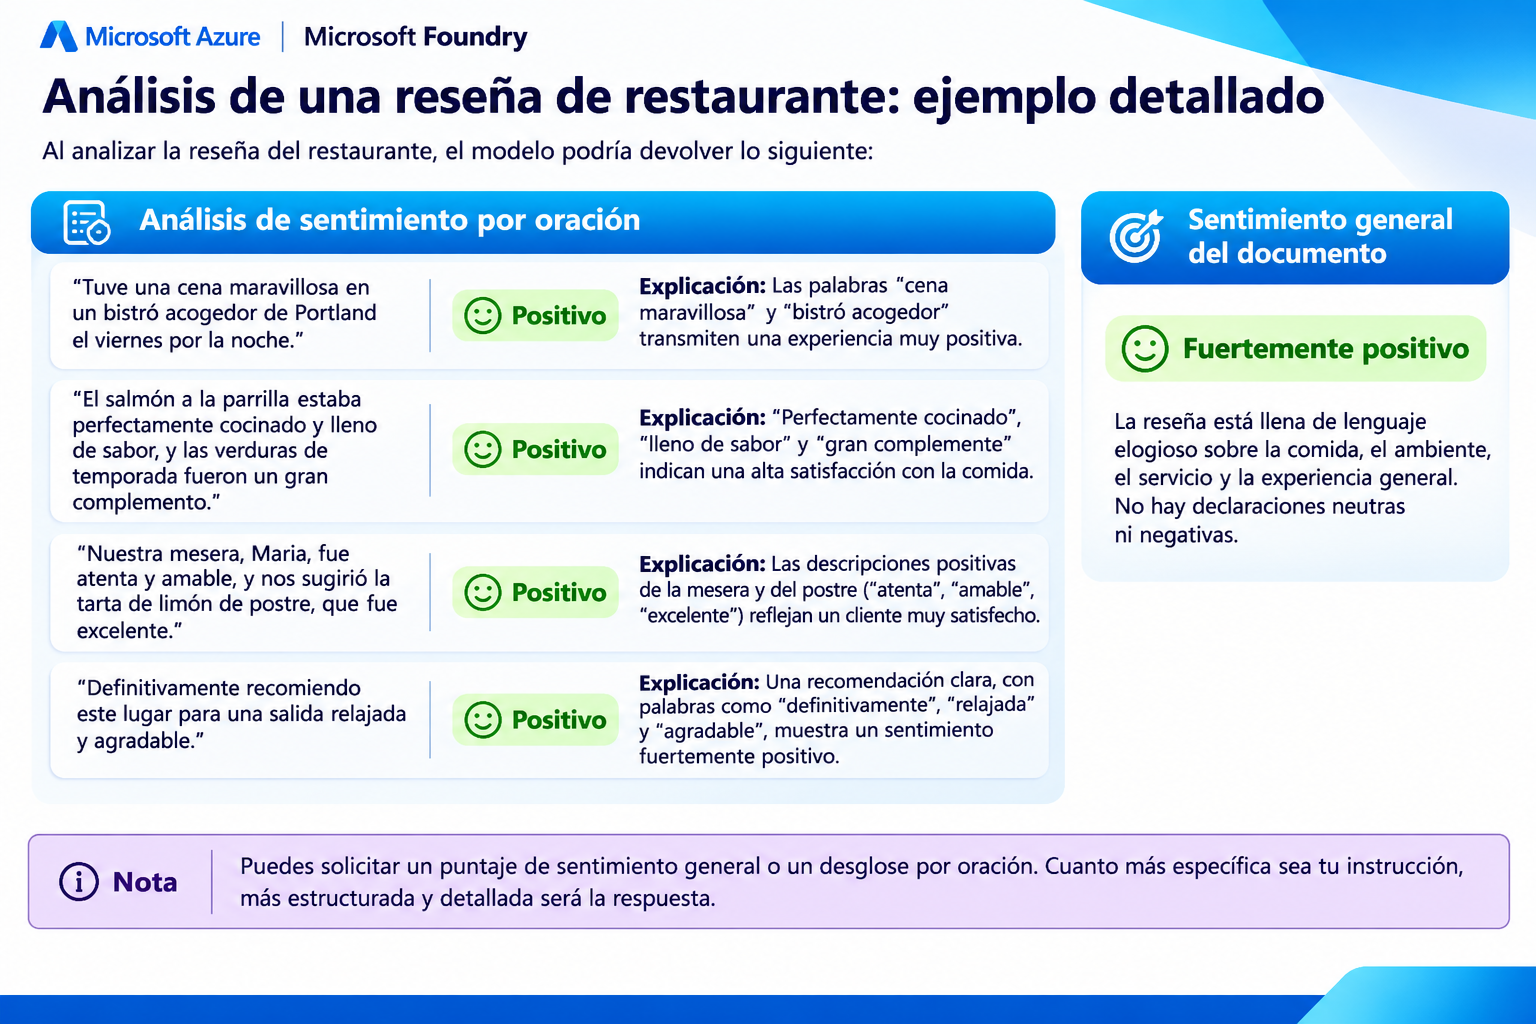 Microsoft Azure | Microsoft Foundry
Análisis de una reseña de restaurante: ejemplo detallado
Al analizar la reseña del restaurante, el modelo podría devolver lo siguiente:
Análisis de sentimiento por oración
“Tuve una cena maravillosa en
un bistró acogedor de Portland
el viernes por la noche.”
Positivo
Explicación: Las palabras “cena
maravillosa” y “bistró acogedor”
transmiten una experiencia muy positiva.
“El salmón a la parrilla estaba
perfectamente cocinado y lleno
de sabor, y las verduras de
temporada fueron un gran
complemento.”
Positivo
Explicación: “Perfectamente cocinado”,
“lleno de sabor” y “gran complemente”
indican una alta satisfacción con la comida.
“Nuestra mesera, Maria, fue
atenta y amable, y nos sugirió la
tarta de limón de postre, que fue
excelente.”
Positivo
Explicación: Las descripciones positivas
de la mesera y del postre (“atenta”, “amable”,
“excelente”) reflejan un cliente muy satisfecho.
“Definitivamente recomiendo
este lugar para una salida relajada
y agradable.”
Positivo
Explicación: Una recomendación clara, con
palabras como “definitivamente”, “relajada”
y “agradable”, muestra un sentimiento
fuertemente positivo.
Sentimiento general
del documento
Fuertemente positivo
La reseña está llena de lenguaje
elogioso sobre la comida, el ambiente,
el servicio y la experiencia general.
No hay declaraciones neutras
ni negativas.
Nota
Puedes solicitar un puntaje de sentimiento general o un desglose por oración. Cuanto más específica sea tu instrucción,
más estructurada y detallada será la respuesta.